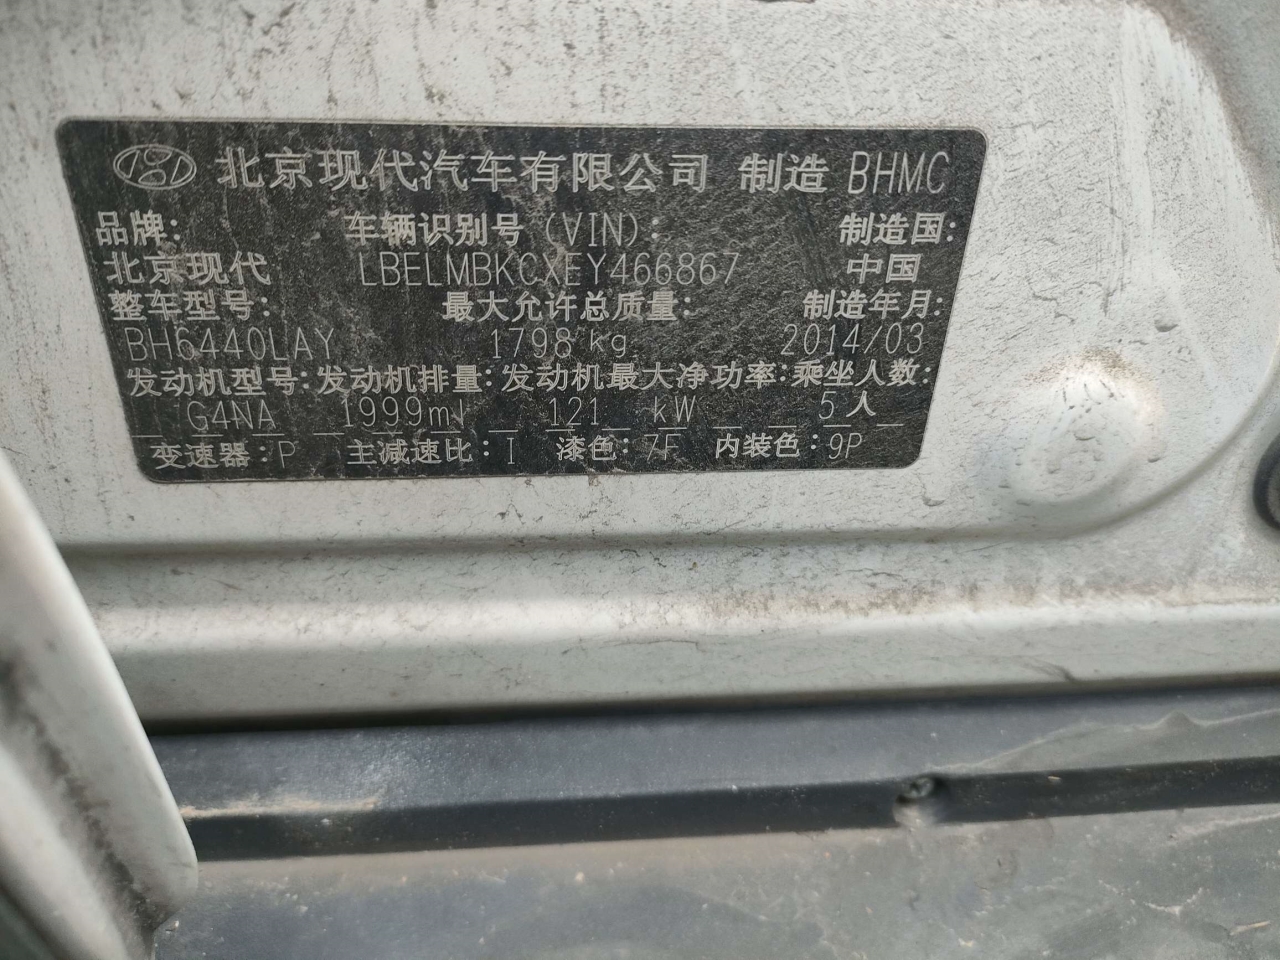 北京现代汽车有限公司 制造 BHMC
品牌: 车辆识别号 (VIN): 制造国:
北京现代 LBELMBKCXEY466867 中国
整车型号: 最大允许总质量: 制造年月:
BH6440LAY 1798 kg 2014/03
发动机型号: 发动机排量: 发动机最大净功率: 乘坐人数:
G4NA 1999ml 121 kW 5人
变速器: P 主减速比: I 漆色: 7F 内装色: 9P